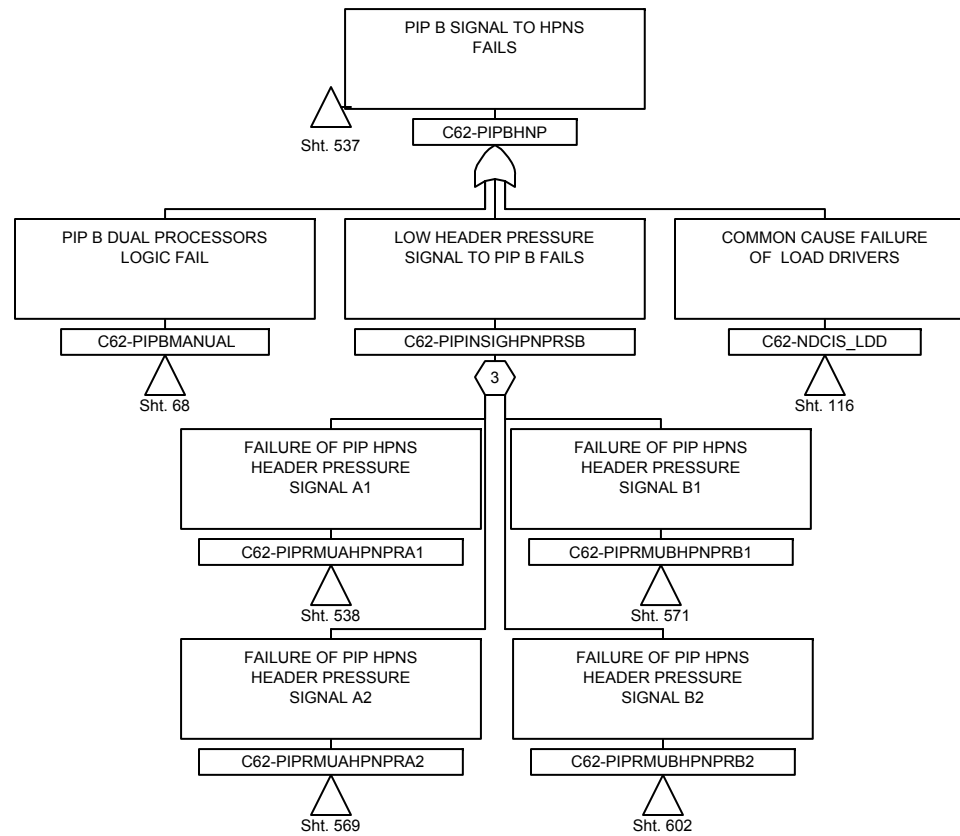 PIP B SIGNAL TO HPNS
FAILS
Sht. 537
C62-PIPBHNP
PIP B DUAL PROCESSORS
LOGIC FAIL
C62-PIPBMANUAL
Sht. 68
LOW HEADER PRESSURE
SIGNAL TO PIP B FAILS
C62-PIPINSIGHPNPRSB
3
COMMON CAUSE FAILURE
OF LOAD DRIVERS
C62-NDCIS_LDD
Sht. 116
FAILURE OF PIP HPNS
HEADER PRESSURE
SIGNAL A1
C62-PIPRMUAHPNPRA1
Sht. 538
FAILURE OF PIP HPNS
HEADER PRESSURE
SIGNAL B1
C62-PIPRMUBHPNPRB1
Sht. 571
FAILURE OF PIP HPNS
HEADER PRESSURE
SIGNAL A2
C62-PIPRMUAHPNPRA2
Sht. 569
FAILURE OF PIP HPNS
HEADER PRESSURE
SIGNAL B2
C62-PIPRMUBHPNPRB2
Sht. 602